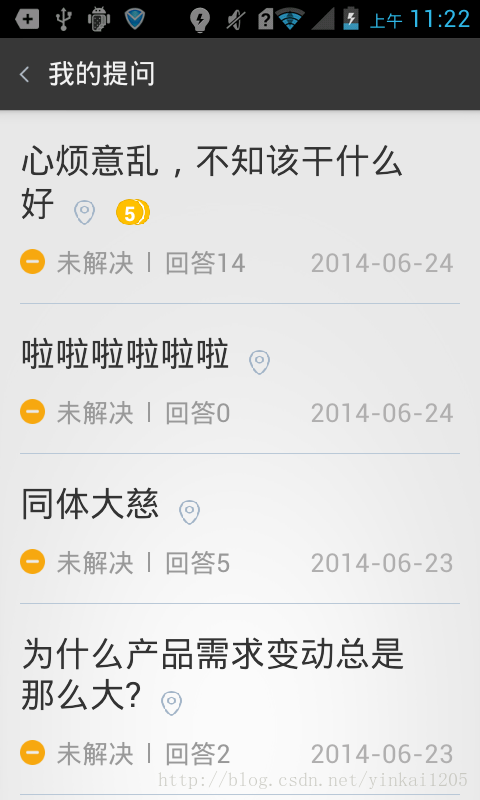 上午 11:22
我的提问
心烦意乱，不知该干什么
好 5
未解决 | 回答14 2014-06-24
啦啦啦啦啦啦
未解决 | 回答0 2014-06-24
同体大慈
未解决 | 回答5 2014-06-23
为什么产品需求变动总是
那么大?
未解决 | 回答2 2014-06-23
http://blog.csdn.net/yinkai1205